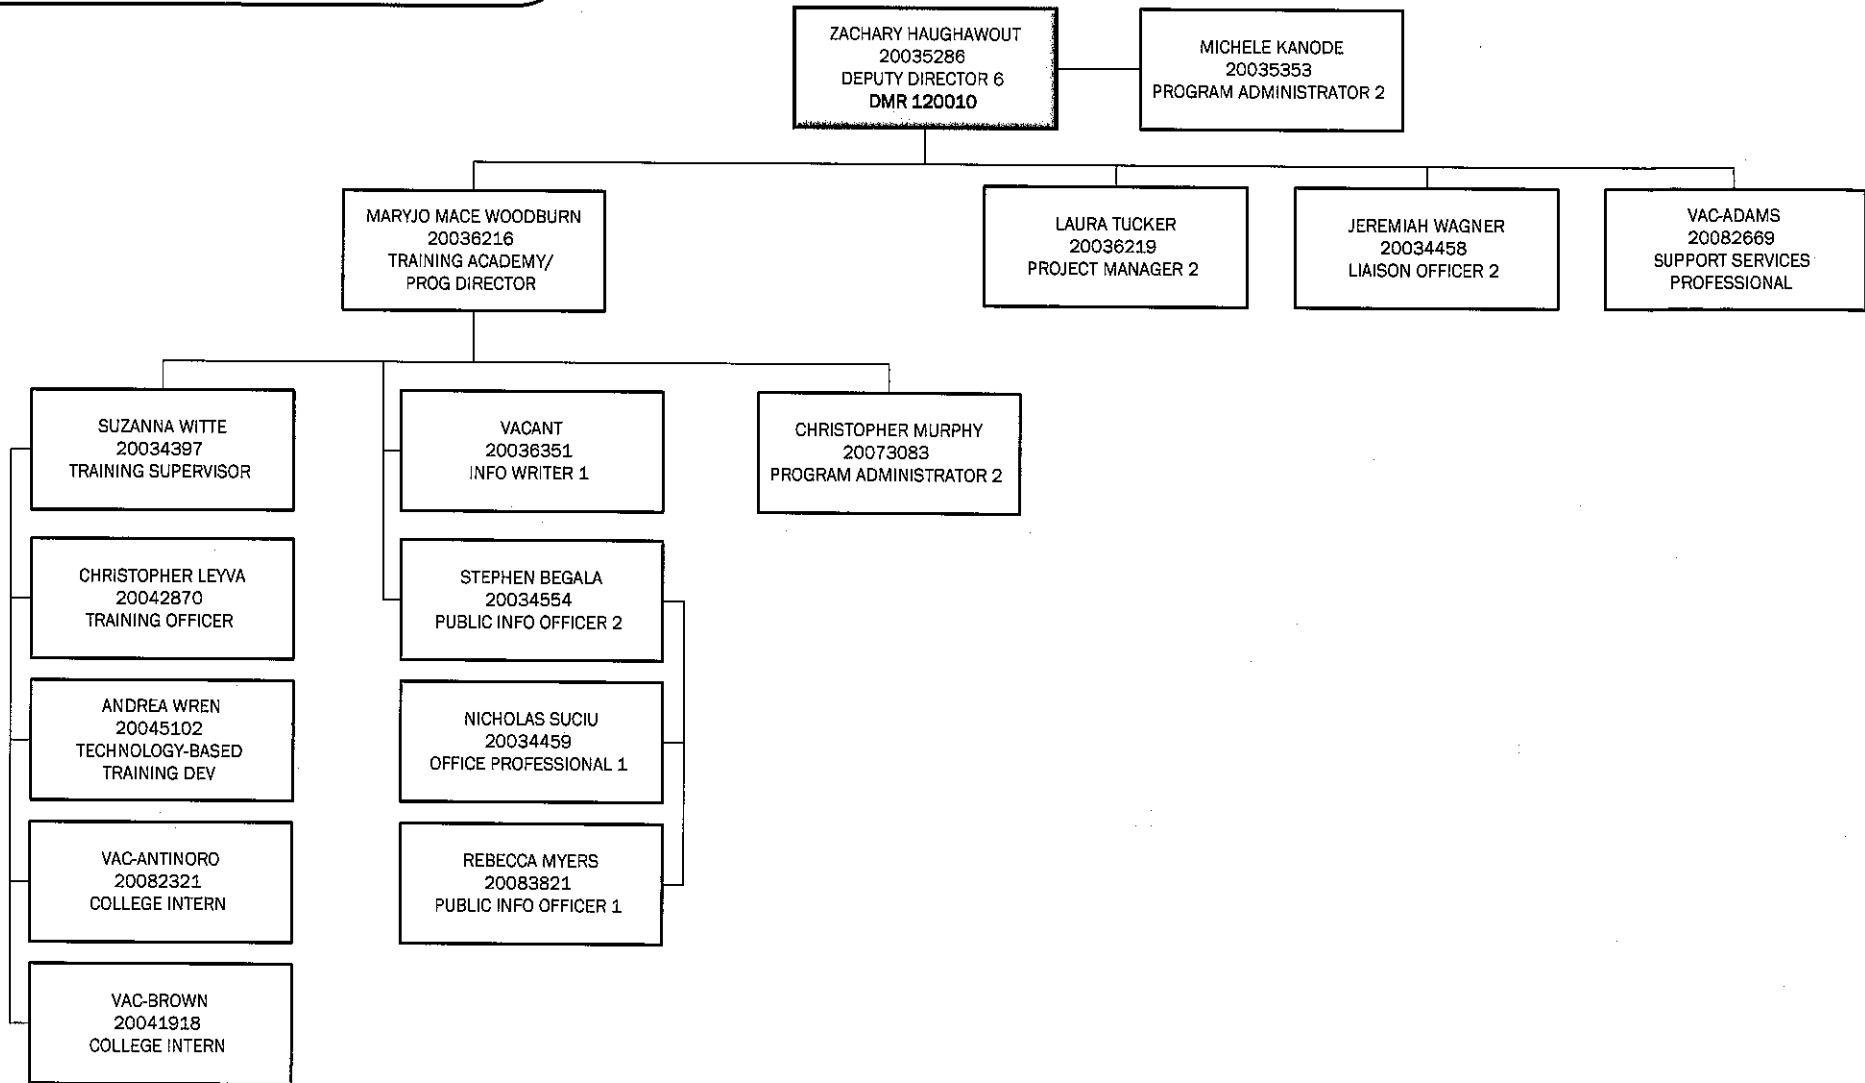 ZACHARY HAUGHAWOUT
20035286
DEPUTY DIRECTOR 6
DMR 120010
MICHELE KANODE
20035353
PROGRAM ADMINISTRATOR 2
MARYJO MACE WOODBURN
20036216
TRAINING ACADEMY/
PROG DIRECTOR
LAURA TUCKER
20036219
PROJECT MANAGER 2
JEREMIAH WAGNER
20034458
LIAISON OFFICER 2
VAC-ADAMS
20082669
SUPPORT SERVICES
PROFESSIONAL
SUZANNA WITTE
20034397
TRAINING SUPERVISOR
VACANT
20036351
INFO WRITER 1
CHRISTOPHER MURPHY
20073083
PROGRAM ADMINISTRATOR 2
CHRISTOPHER LEYVA
20042870
TRAINING OFFICER
STEPHEN BEGALA
20034554
PUBLIC INFO OFFICER 2
ANDREA WREN
20045102
TECHNOLOGY-BASED
TRAINING DEV
NICHOLAS SUCIU
20034459
OFFICE PROFESSIONAL 1
VAC-ANTINORO
20082321
COLLEGE INTERN
REBECCA MYERS
20083821
PUBLIC INFO OFFICER 1
VAC-BROWN
20041918
COLLEGE INTERN